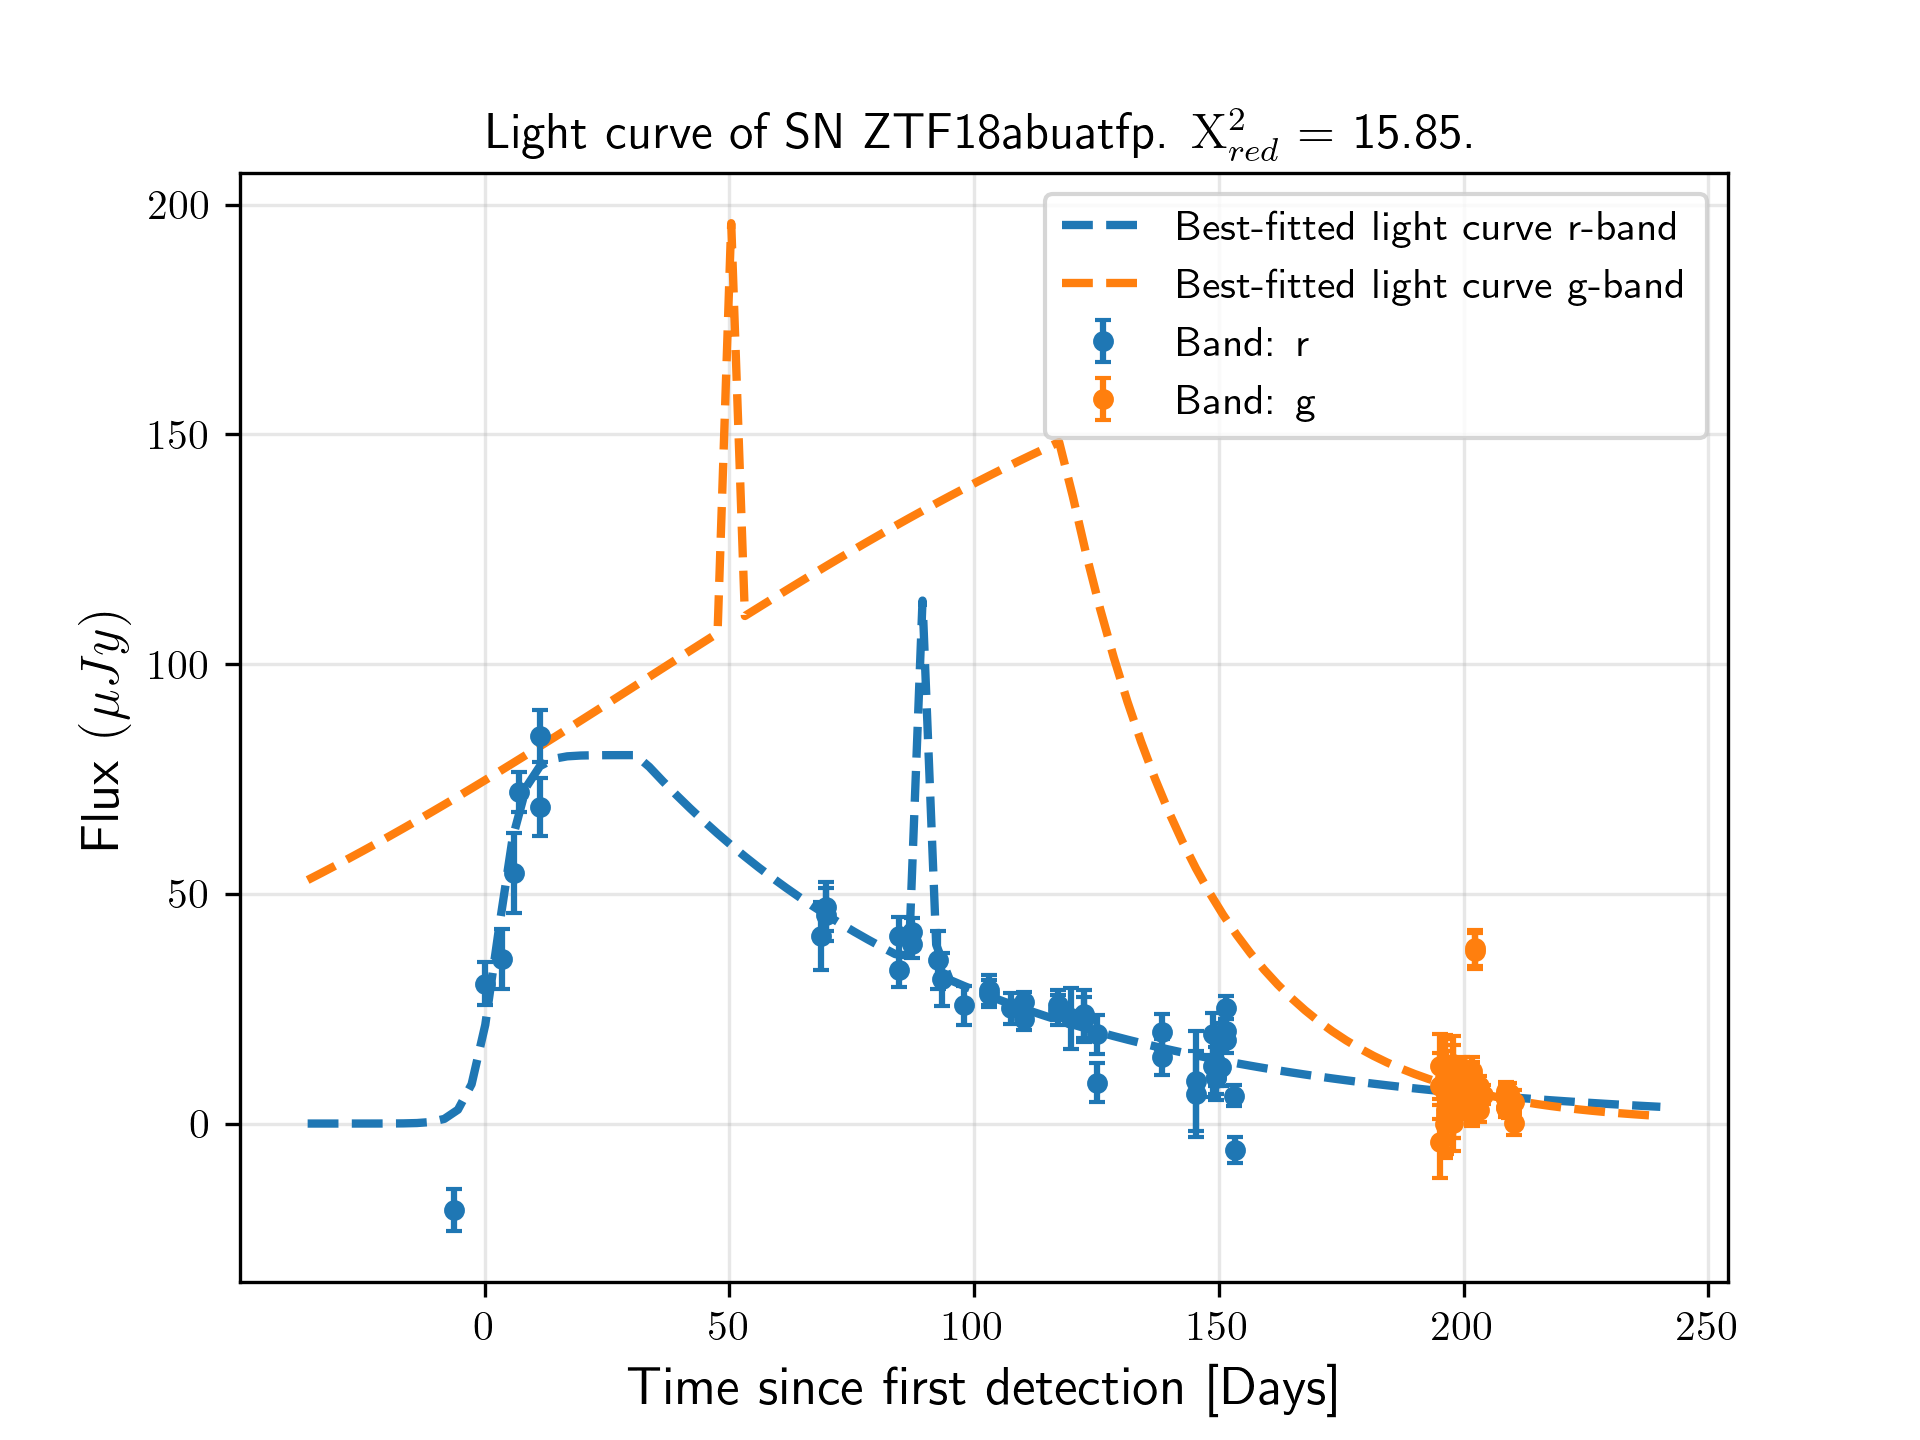 Light curve of SN ZTF18abuatfp. X²red = 15.85.
Best-fitted light curve r-band
Best-fitted light curve g-band
Band: r
Band: g
Flux (μJy)
200
150
100
50
0
0 50 100 150 200 250
Time since first detection [Days]